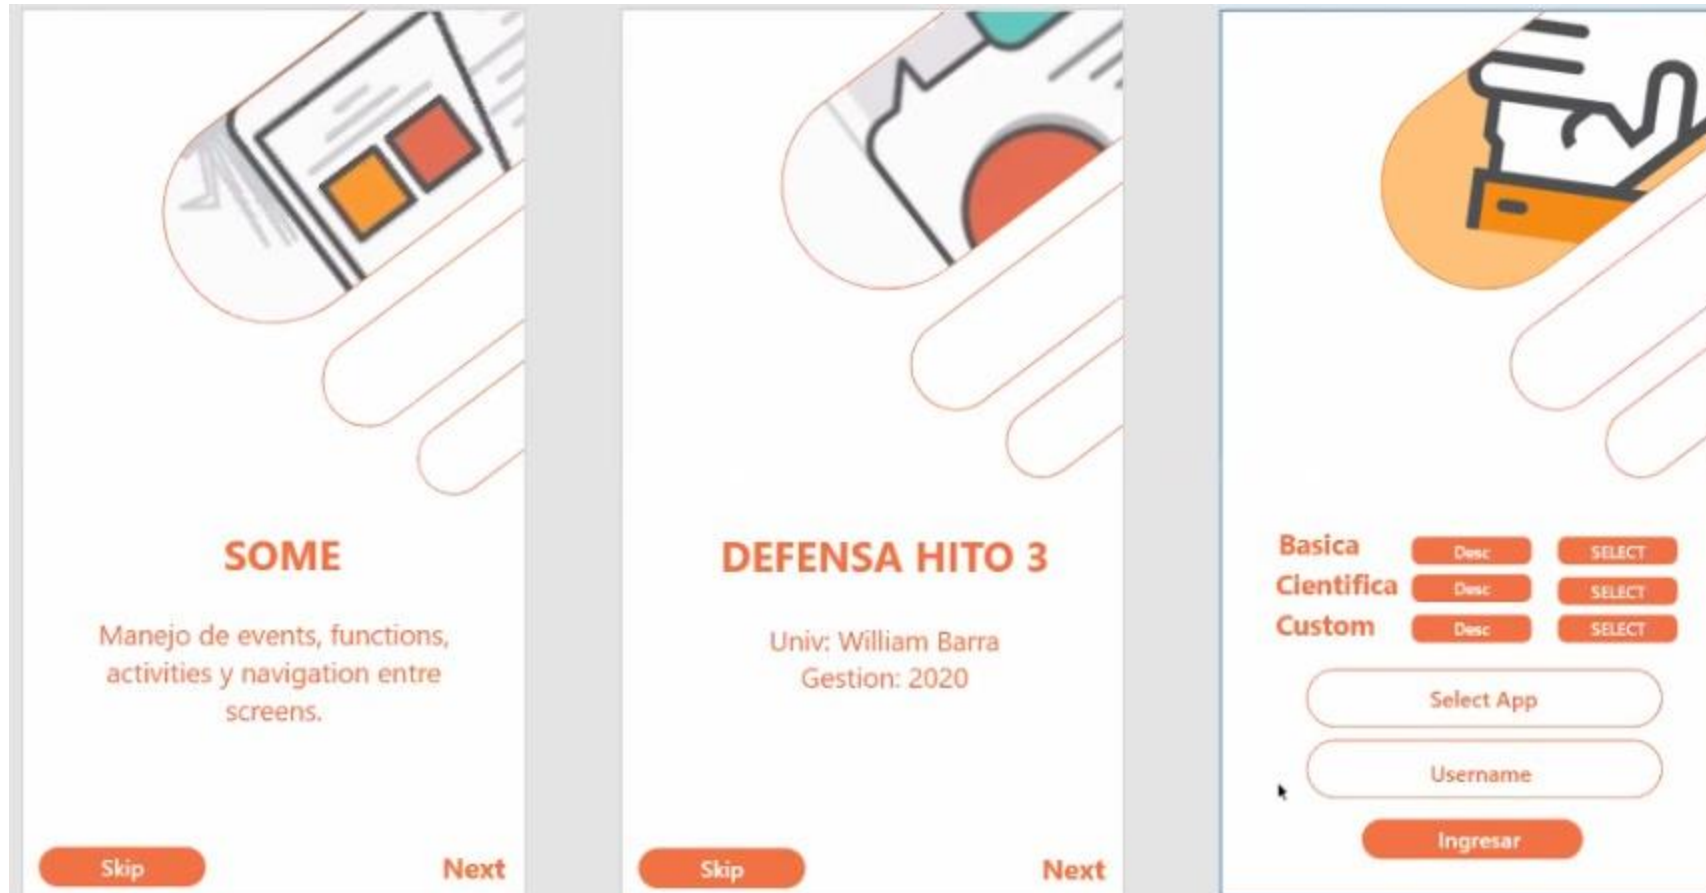 SOME
Manejo de events, functions,
activities y navigation entre
screens.
Skip
Next
DEFENSA HITO 3
Univ: William Barra
Gestion: 2020
Skip
Next
Basica Desc SELECT
Cientifica Desc SELECT
Custom Desc SELECT
Select App
Username
Ingresar